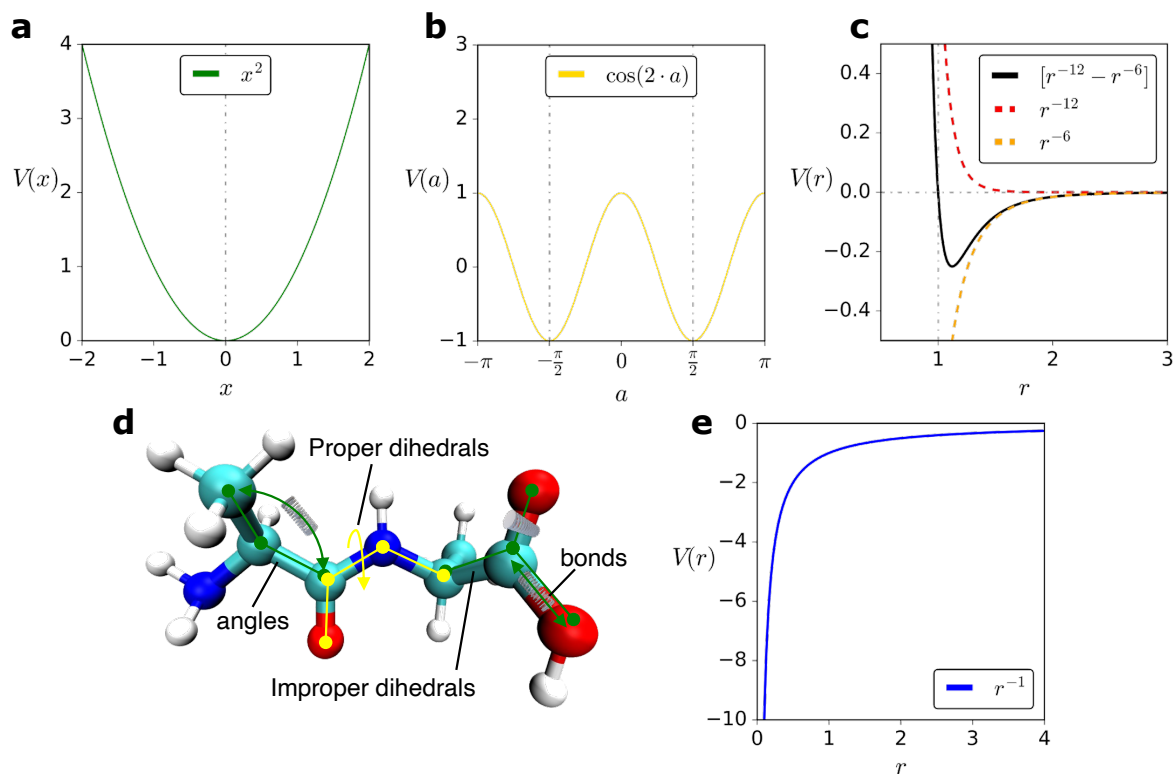 a
4
3
2
1
0
V(x)
x²
−2 −1 0 1 2
x
b
3
2
1
0
−1
V(a)
cos(2 · a)
−π −π/2 0 π/2 π
a
c
0.4
0.2
0.0
−0.2
−0.4
V(r)
[r⁻¹² − r⁻⁶]
r⁻¹²
r⁻⁶
1 2 3
r
d
Proper dihedrals
bonds
angles
Improper dihedrals
e
0
−2
−4
−6
−8
−10
V(r)
r⁻¹
0 1 2 3 4
r